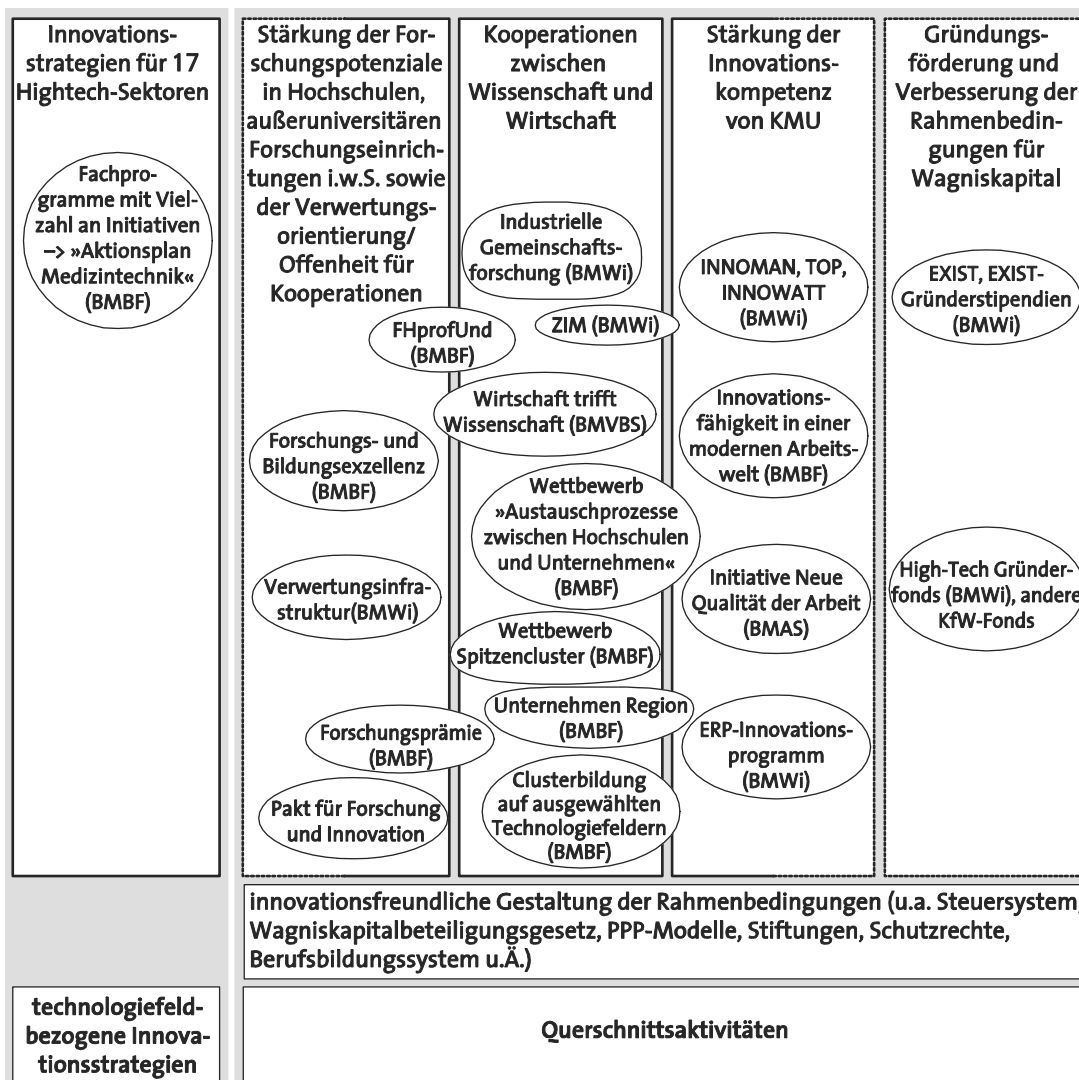 Innovations-
strategien für 17
Hightech-Sektoren
Fachpro-
gramme mit Viel-
zahl an Initiativen
–> »Aktionsplan
Medizintechnik«
(BMBF)
Stärkung der For-
schungspotenziale
in Hochschulen,
außeruniversitären
Forschungseinrich-
tungen i.w.S. sowie
der Verwertungs-
orientierung/
Offenheit für
Kooperationen
FHprofUnd
(BMBF)
Forschungs- und
Bildungsexzellenz
(BMBF)
Verwertungsinfra-
struktur(BMWi)
Forschungsprämie
(BMBF)
Pakt für Forschung
und Innovation
Kooperationen
zwischen
Wissenschaft und
Wirtschaft
Industrielle
Gemeinschafts-
forschung (BMWi)
ZIM (BMWi)
Wirtschaft trifft
Wissenschaft (BMVBS)
Wettbewerb
»Austauschprozesse
zwischen Hochschulen
und Unternehmen«
(BMBF)
Wettbewerb
Spitzencluster (BMBF)
Unternehmen Region
(BMBF)
Clusterbildung
auf ausgewählten
Technologiefeldern
(BMBF)
Stärkung der
Innovations-
kompetenz
von KMU
INNOMAN, TOP,
INNOWATT
(BMWi)
Innovations-
fähigkeit in einer
modernen Arbeits-
welt (BMBF)
Initiative Neue
Qualität der Arbeit
(BMAS)
ERP-Innovations-
programm
(BMWi)
Gründungs-
förderung und
Verbesserung der
Rahmenbedin-
gungen für
Wagniskapital
EXIST, EXIST-
Gründerstipendien
(BMWi)
High-Tech Gründer-
fonds (BMWi), andere
KfW-Fonds
innovationsfreundliche Gestaltung der Rahmenbedingungen (u.a. Steuersystem,
Wagniskapitalbeteiligungsgesetz, PPP-Modelle, Stiftungen, Schutzrechte,
Berufsbildungssystem u.Ä.)
technologiefeld-
bezogene Innova-
tionsstrategien
Querschnittsaktivitäten